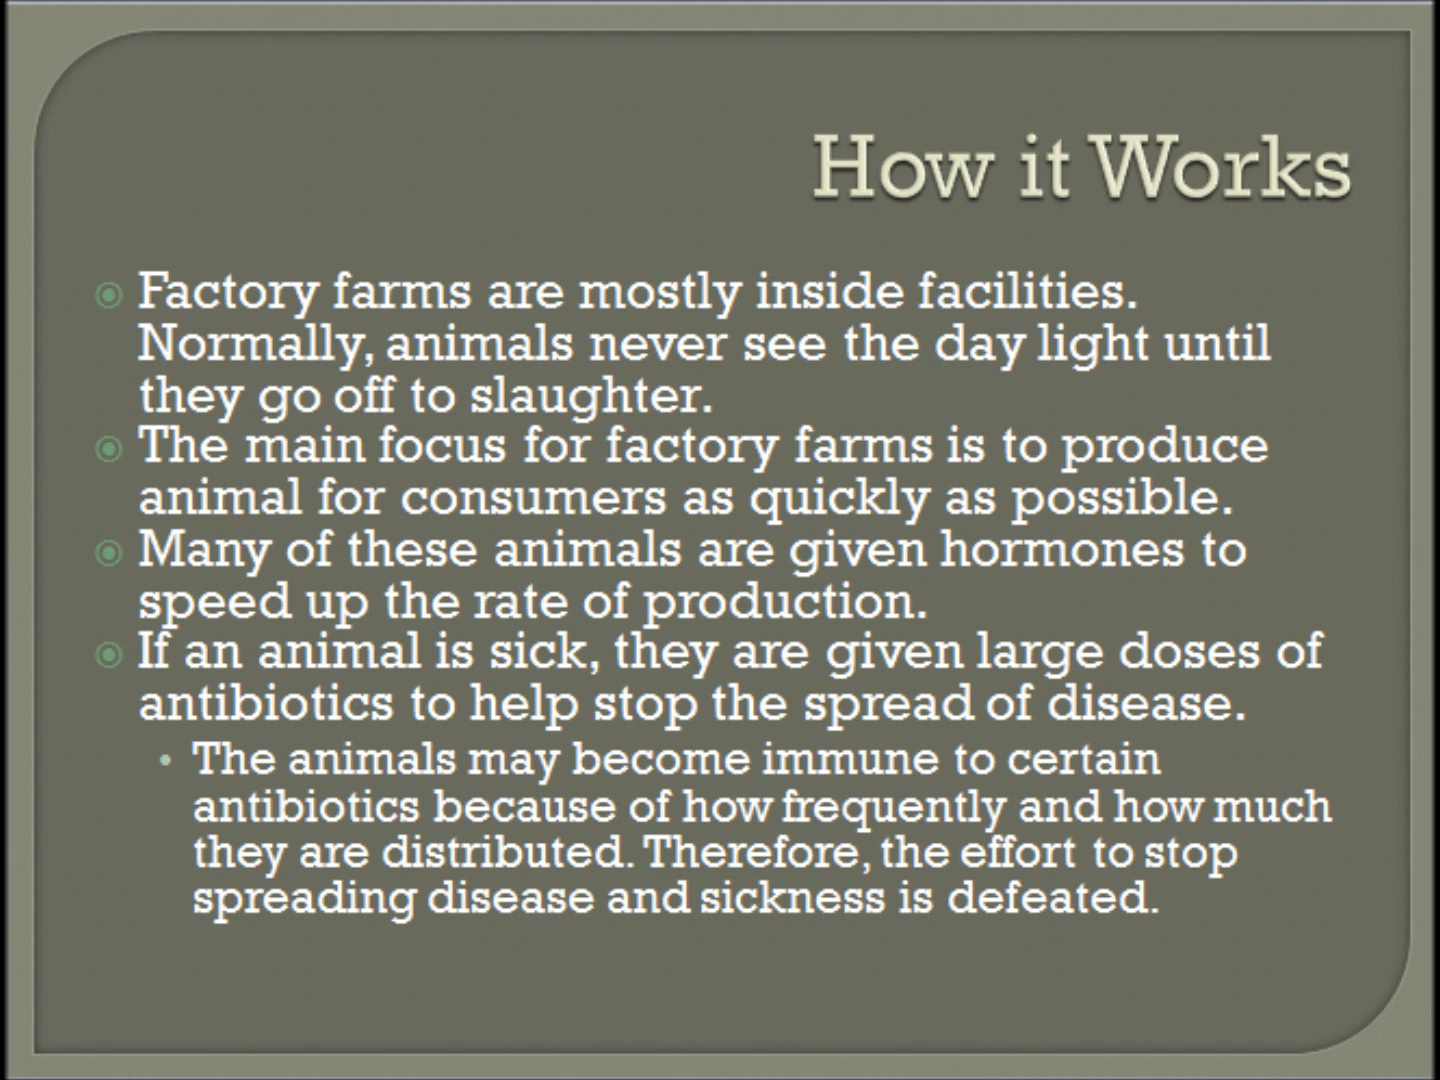 How it Works
Factory farms are mostly inside facilities.
Normally, animals never see the day light until
they go off to slaughter.
The main focus for factory farms is to produce
animal for consumers as quickly as possible.
Many of these animals are given hormones to
speed up the rate of production.
If an animal is sick, they are given large doses of
antibiotics to help stop the spread of disease.
The animals may become immune to certain
antibiotics because of how frequently and how much
they are distributed. Therefore, the effort to stop
spreading disease and sickness is defeated.